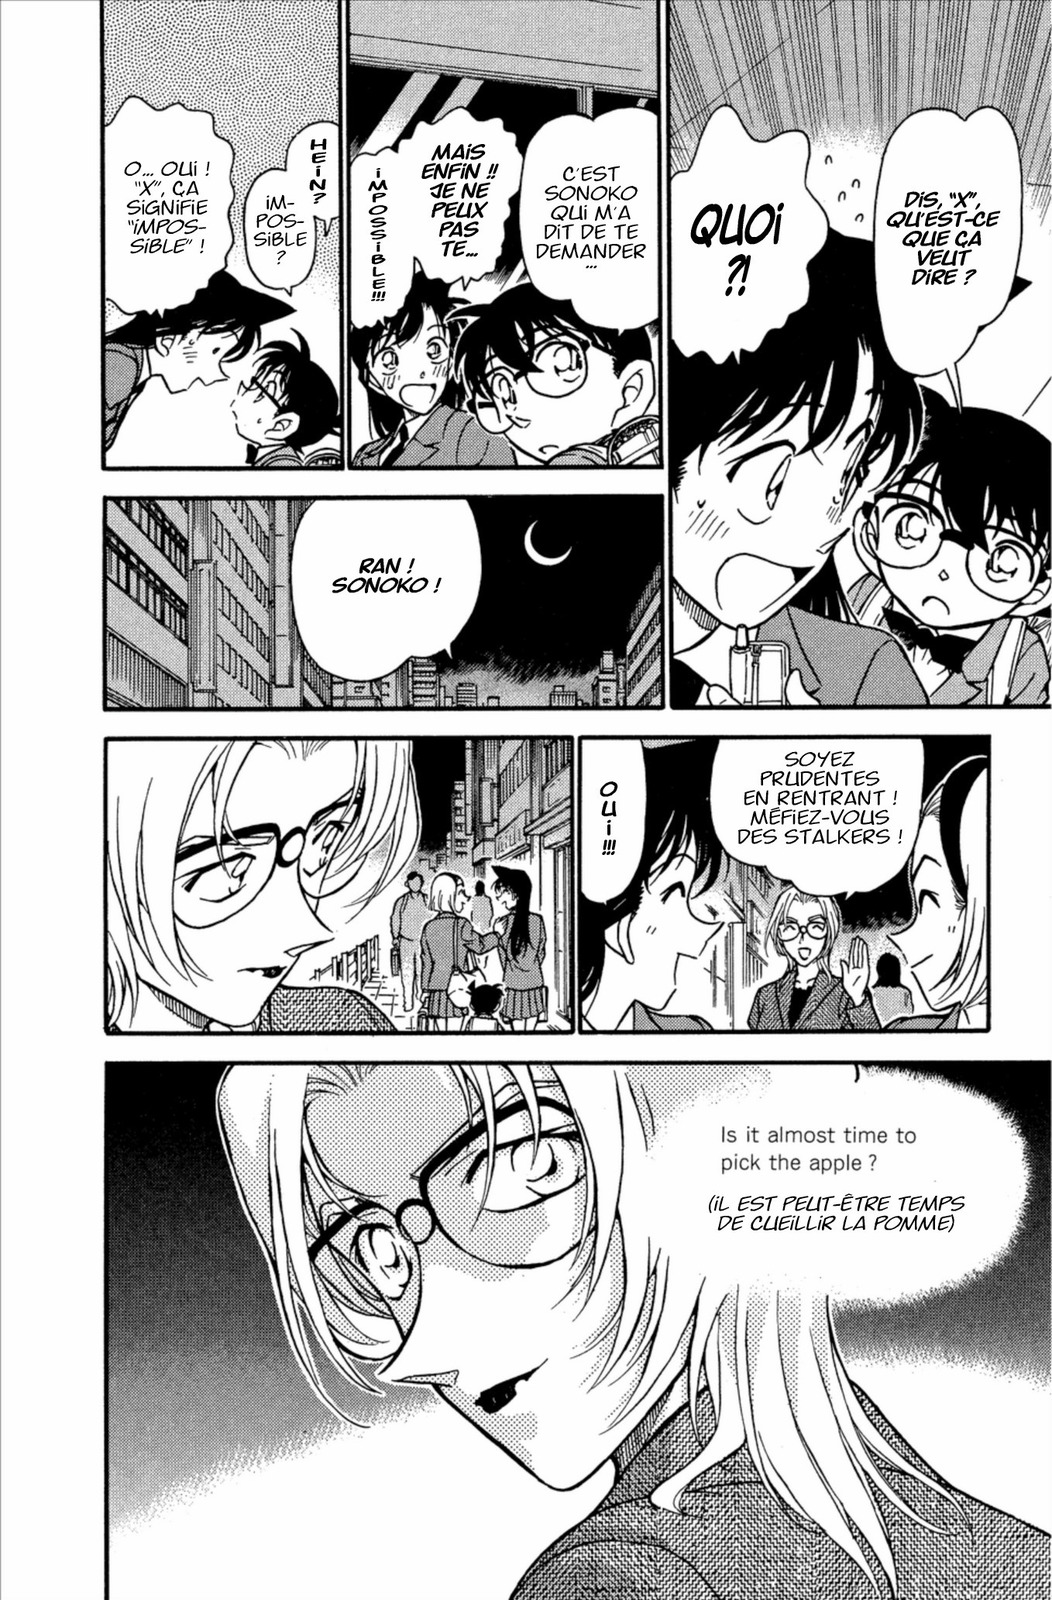 DIS, "X",
QU'EST-CE
QUE ÇA
VEUT
DIRE ?
QUOI
?!
C'EST
SONOKO
QUI M'A
DIT DE TE
DEMANDER
...
MAIS
ENFIN !!
JE NE
PEUX
PAS
TE...
IMPOSSIBLE!!!
HEIN?
IM-
POS-
SIBLE
?
O... OUI !
"X", ÇA
SIGNIFIE
"IMPOS-
SIBLE" !
RAN !
SONOKO !
SOYEZ
PRUDENTES
EN RENTRANT !
MÉFIEZ-VOUS
DES STALKERS !
OUI!!!
Is it almost time to
pick the apple ?
(IL EST PEUT-ÊTRE TEMPS
DE CUEILLIR LA POMME)